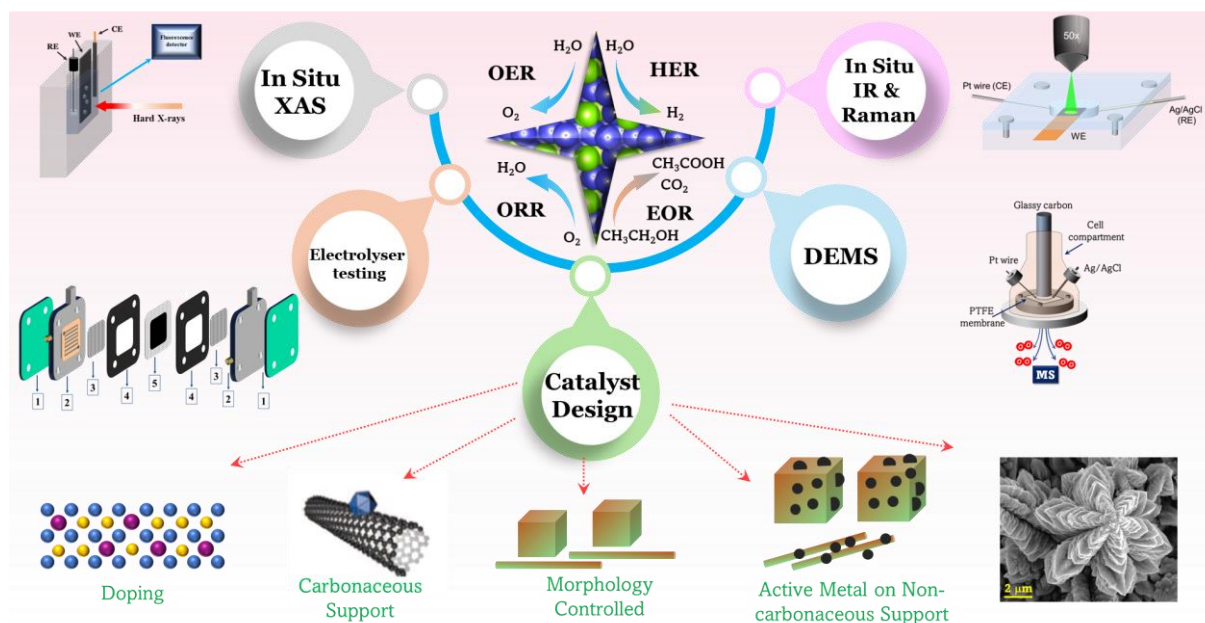 CE
WE
RE
Fluorescence
detector
Hard X-rays
In Situ
XAS
OER
H₂O
O₂
H₂O
HER
H₂
In Situ
IR &
Raman
50x
Pt wire (CE)
Ag/AgCl
(RE)
WE
Electrolyser
testing
H₂O
ORR
O₂
CH₃COOH
CO₂
EOR
CH₃CH₂OH
DEMS
Glassy carbon
Cell
compartment
Pt wire
Ag/AgCl
PTFE
membrane
MS
1
2
3
4
5
4
3
2
1
Catalyst
Design
Doping
Carbonaceous
Support
Morphology
Controlled
Active Metal on Non-
carbonaceous Support
2 μm